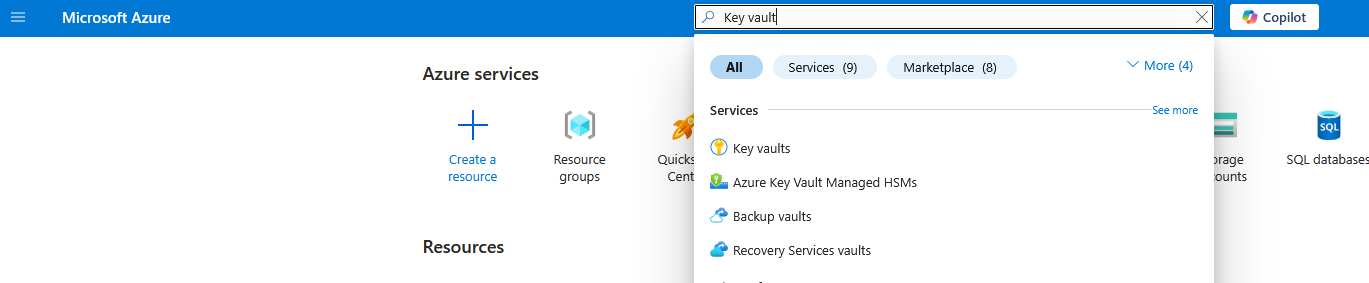 Microsoft Azure
Key vault
Copilot
All
Services (9)
Marketplace (8)
More (4)
Azure services
Services
See more
Create a
resource
Resource
groups
Key vaults
Azure Key Vault Managed HSMs
Backup vaults
Recovery Services vaults
SQL databases
Resources